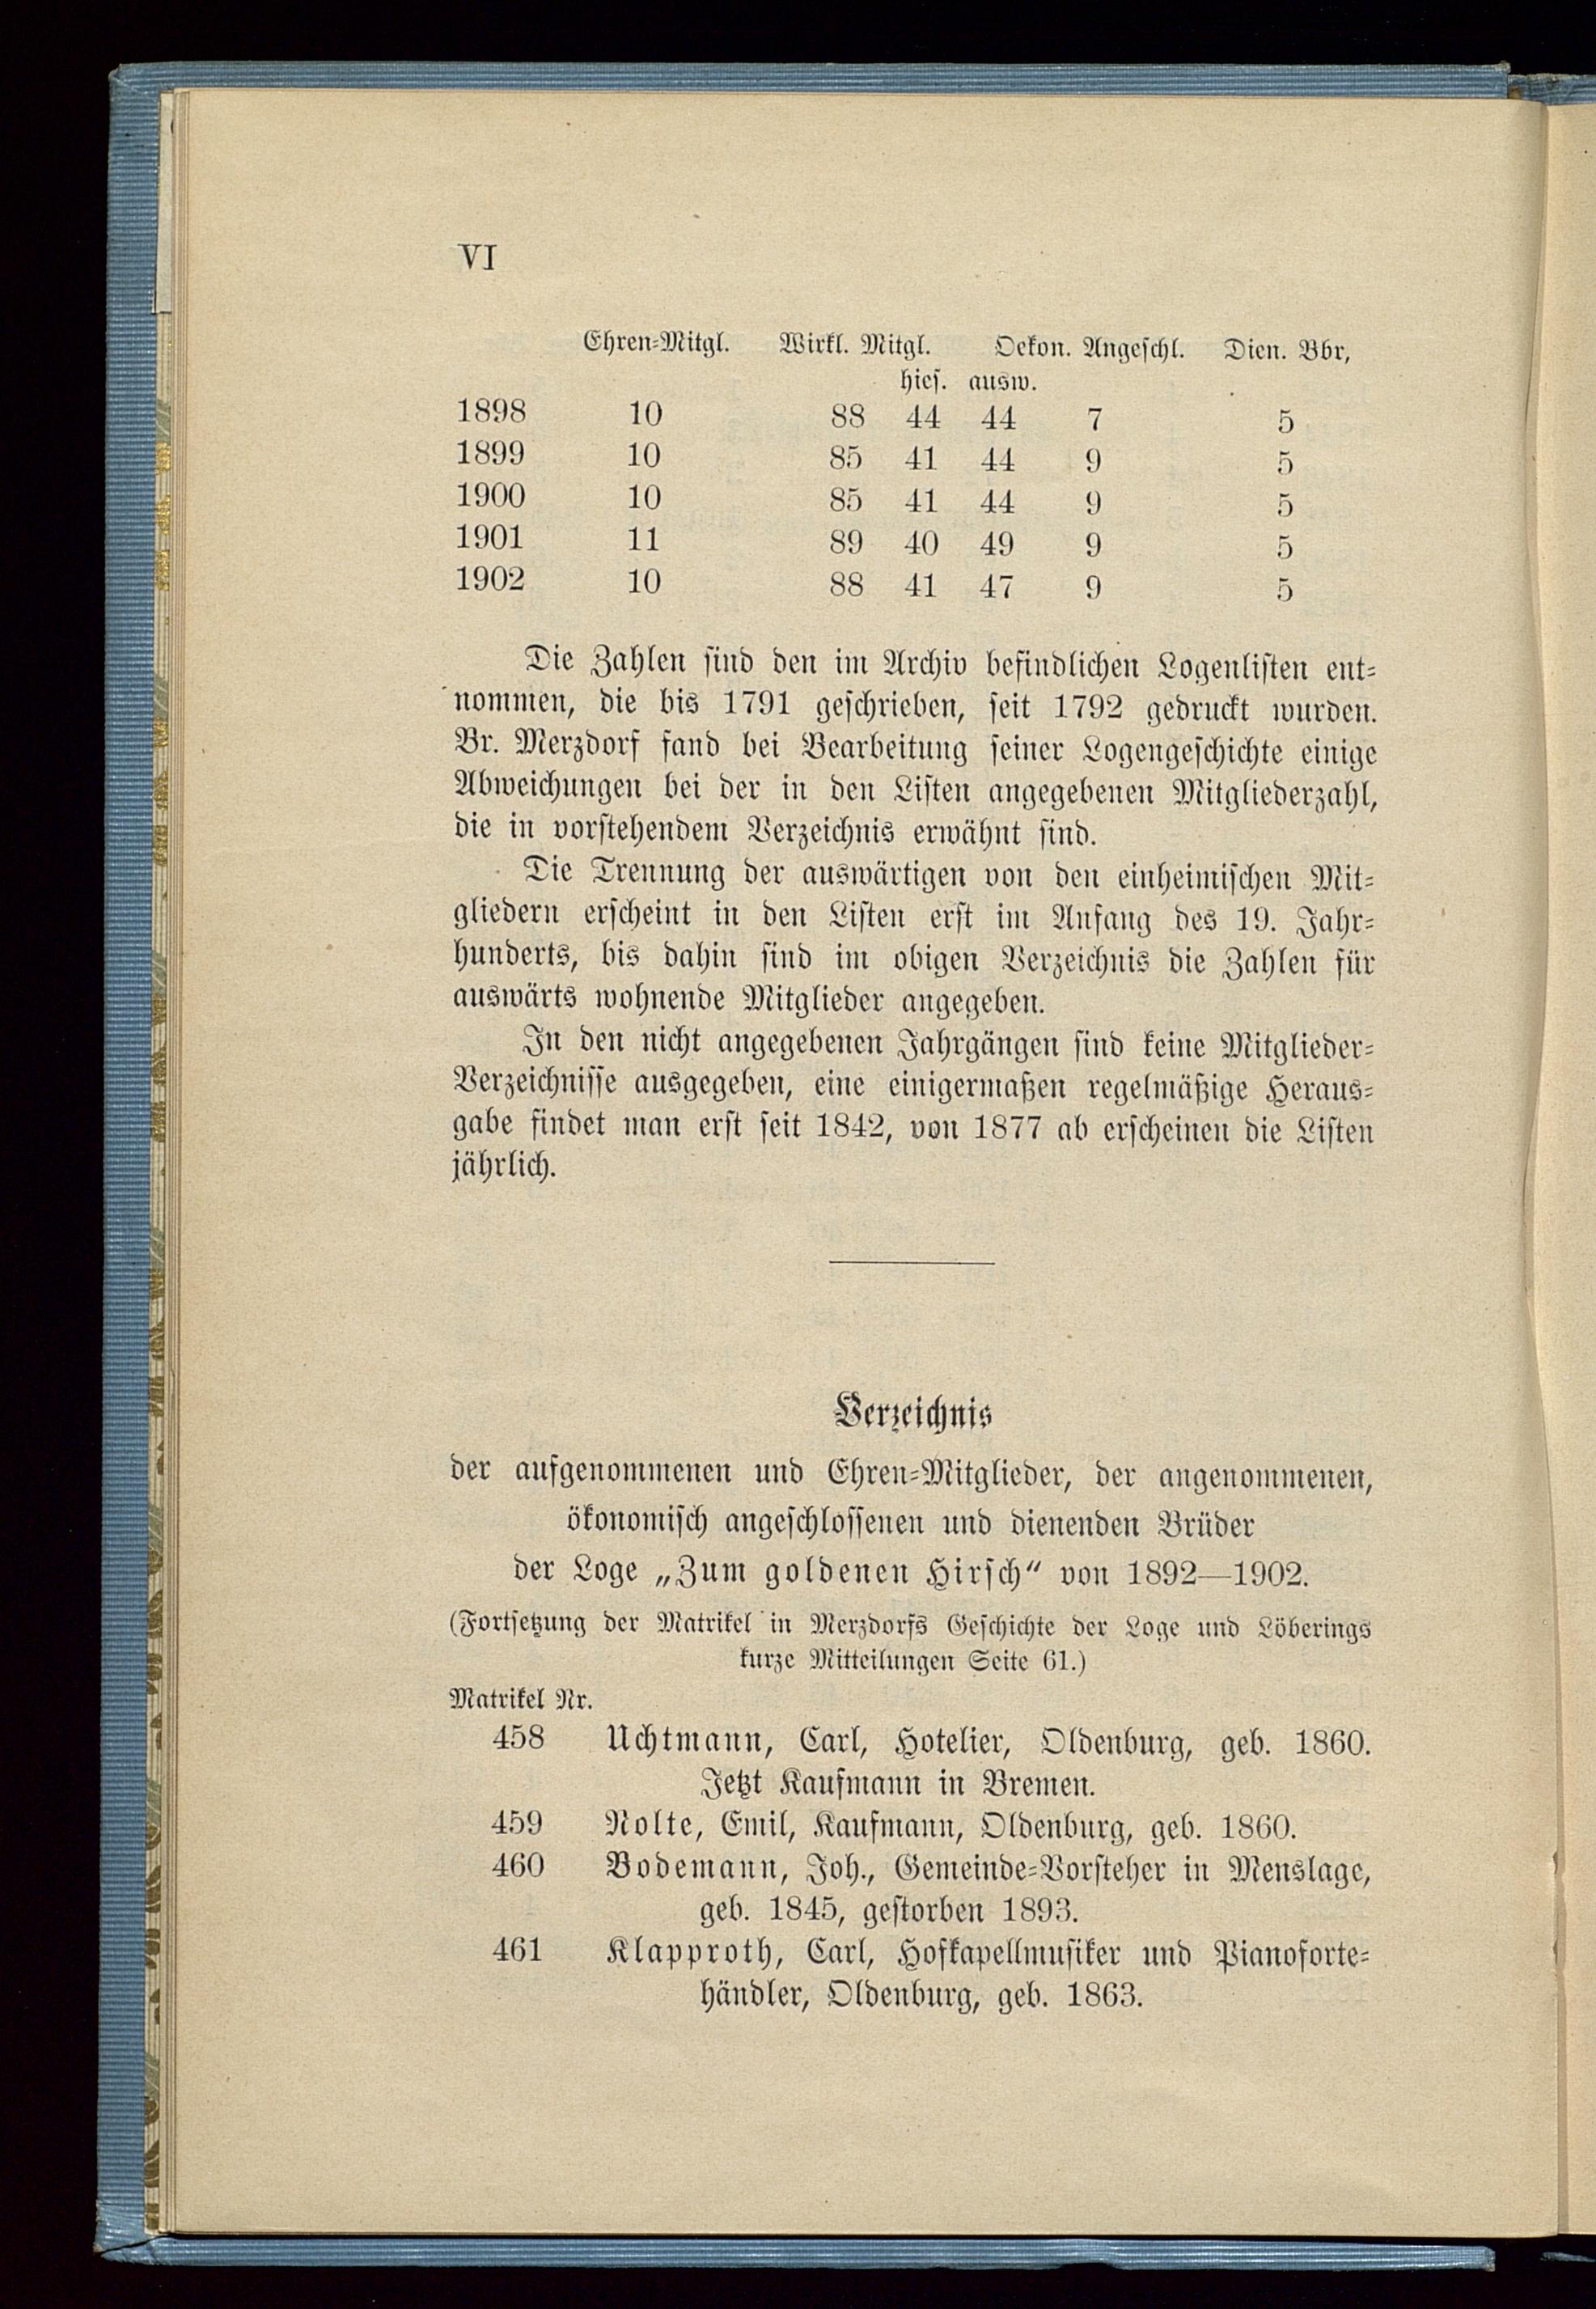 VI
Ehren-Mitgl. Wirkl. Mitgl. Oekon. Angeschl. Dien. Bbr,
hies. ausw.
1898 10 88 44 44 7 5
1899 10 85 41 44 9 5
1900 10 85 41 44 9 5
1901 11 89 40 49 9 5
1902 10 88 41 47 9 5
Die Zahlen sind den im Archiv befindlichen Logenlisten ent-
nommen, die bis 1791 geschrieben, seit 1792 gedruckt wurden.
Br. Merzdorf fand bei Bearbeitung seiner Logengeschichte einige
Abweichungen bei der in den Listen angegebenen Mitgliederzahl,
die in vorstehendem Verzeichnis erwähnt sind.
Die Trennung der auswärtigen von den einheimischen Mit-
gliedern erscheint in den Listen erst im Anfang des 19. Jahr-
hunderts, bis dahin sind im obigen Verzeichnis die Zahlen für
auswärts wohnende Mitglieder angegeben.
In den nicht angegebenen Jahrgängen sind keine Mitglieder-
Verzeichnisse ausgegeben, eine einigermaßen regelmäßige Heraus-
gabe findet man erst seit 1842, von 1877 ab erscheinen die Listen
jährlich.
Verzeichnis
der aufgenommenen und Ehren-Mitglieder, der angenommenen,
ökonomisch angeschlossenen und dienenden Brüder
der Loge „Zum goldenen Hirsch“ von 1892—1902.
(Fortsetzung der Matrikel in Merzdorfs Geschichte der Loge und Löberings
kurze Mitteilungen Seite 61.)
Matrikel Nr.
458 Uchtmann, Carl, Hotelier, Oldenburg, geb. 1860.
Jetzt Kaufmann in Bremen.
459 Nolte, Emil, Kaufmann, Oldenburg, geb. 1860.
460 Bodemann, Joh., Gemeinde-Vorsteher in Menslage,
geb. 1845, gestorben 1893.
461 Klapproth, Carl, Hofkapellmusiker und Pianoforte-
händler, Oldenburg, geb. 1863.